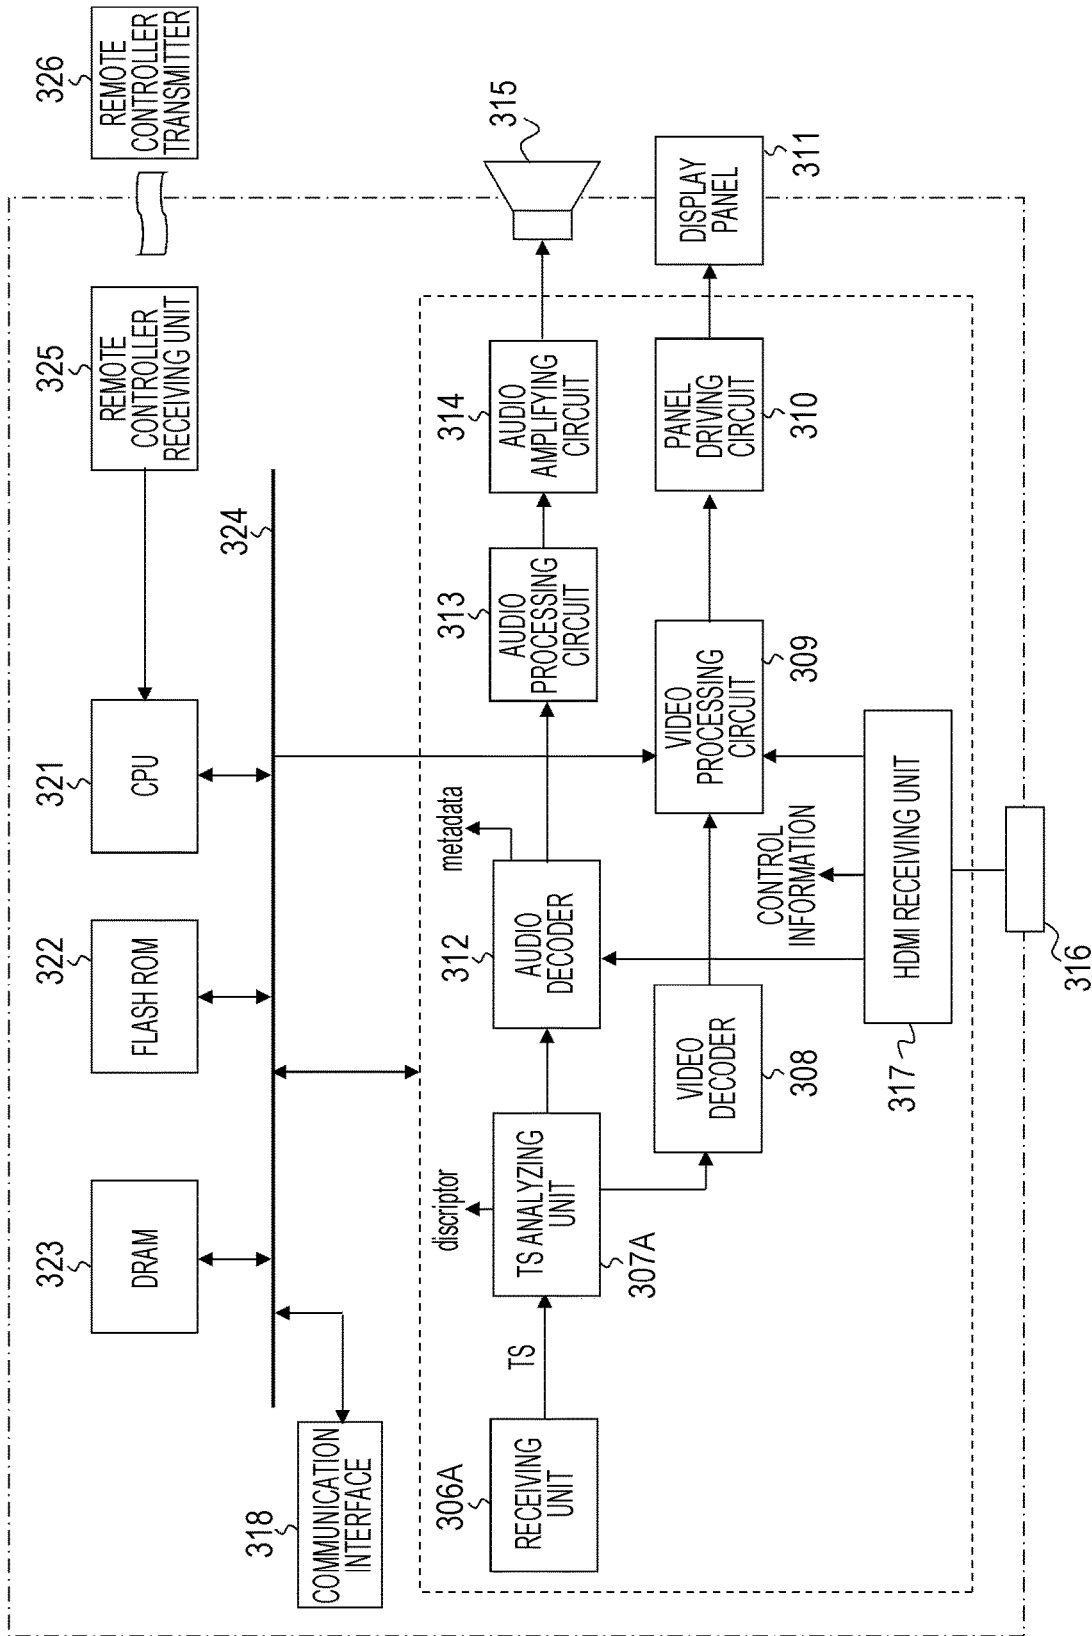 323
DRAM
322
FLASH ROM
321
CPU
325
REMOTE
CONTROLLER
RECEIVING UNIT
326
REMOTE
CONTROLLER
TRANSMITTER
318
COMMUNICATION
INTERFACE
324
discriptor
metadata
306A
RECEIVING
UNIT
TS
TS ANALYZING
UNIT
307A
312
AUDIO
DECODER
313
AUDIO
PROCESSING
CIRCUIT
314
AUDIO
AMPLIFYING
CIRCUIT
315
VIDEO
DECODER
308
VIDEO
PROCESSING
CIRCUIT
309
PANEL
DRIVING
CIRCUIT
310
DISPLAY
PANEL
311
CONTROL
INFORMATION
HDMI RECEIVING UNIT
317
316